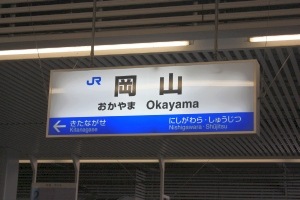 JR 岡山
おかやま Okayama
← きたながせ にしがわら・しゅうじつ
Kitanagase Nishigawara Shūjitsu